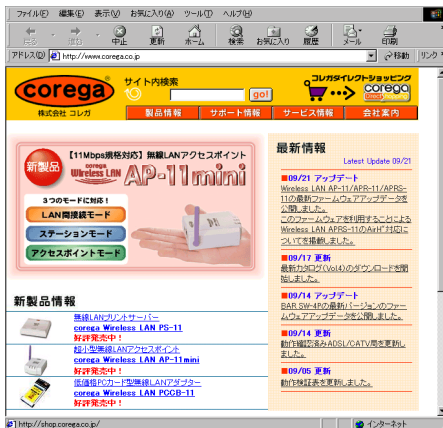 ファイル(F) 編集(E) 表示(V) お気に入り(A) ツール(T) ヘルプ(H)
戻る 進む 中止 更新 ホーム 検索 お気に入り 履歴 メール 印刷
アドレス(D) http://www.corega.co.jp 移動 リンク
corega
株式会社 コレガ
サイト内検索
go!
コレガダイレクトショッピング
corega
製品情報 サポート情報 サービス情報 会社案内
新製品
【11Mbps規格対応】無線LANアクセスポイント
corega
Wireless LAN AP-11mini
3つのモードに対応!
LAN間接続モード
ステーションモード
アクセスポイントモード
新製品情報
無線LANプリントサーバー
corega Wireless LAN PS-11
好評発売中!
超小型無線LANアクセスポイント
corega Wireless LAN AP-11mini
好評発売中!
低価格PCカード型無線LANアダプター
corega Wireless LAN PCCB-11
好評発売中!
最新情報
Latest Update 09/21
■09/21 アップデート
Wireless LAN AP-11/APR-11/APRS-
11の最新ファームウェアアップデータを
公開しました。
このファームウェアを利用することによる
Wireless LAN APRS-11のAirH"対応に
ついてを掲載しました。
■09/17 更新
最新カタログ(Vol4)のダウンロードを開
始しました。
■09/14 アップデート
BAR SW-4Pの最新バージョンのファー
ムウェアアップデータを公開しました。
■09/14 更新
動作確認済みADSL/CATV局を更新し
ました。
■09/05 更新
動作検証表を更新しました。
http://shop.corega.co.jp/ インターネット